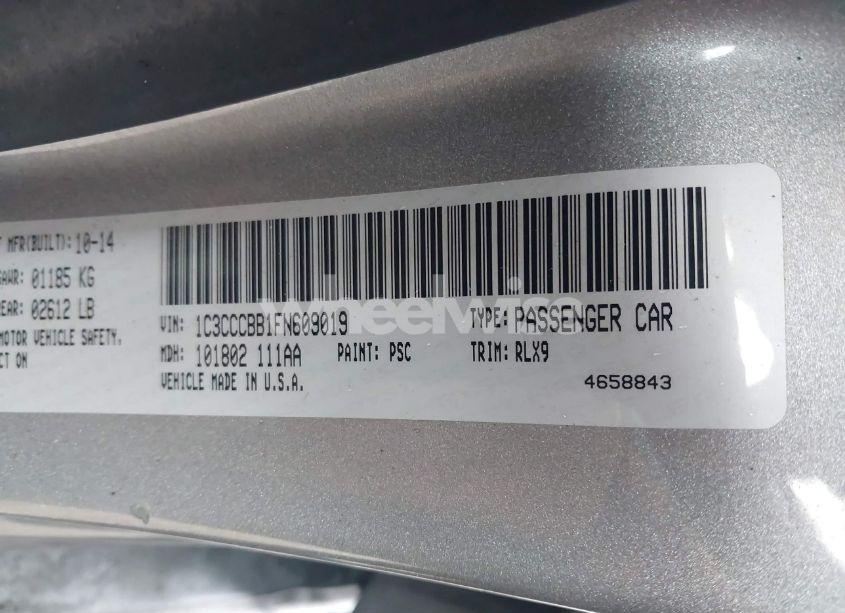 MFR(BUILT): 10-14
GAWR: 01185 KG
REAR: 02612 LB
MOTOR VEHICLE SAFETY.
CT ON
VIN: 1C3CCCBB1FN609019
TYPE: PASSENGER CAR
MDH: 101802 111AA
PAINT: PSC
TRIM: RLX9
VEHICLE MADE IN U.S.A.
4658843
wheelwise